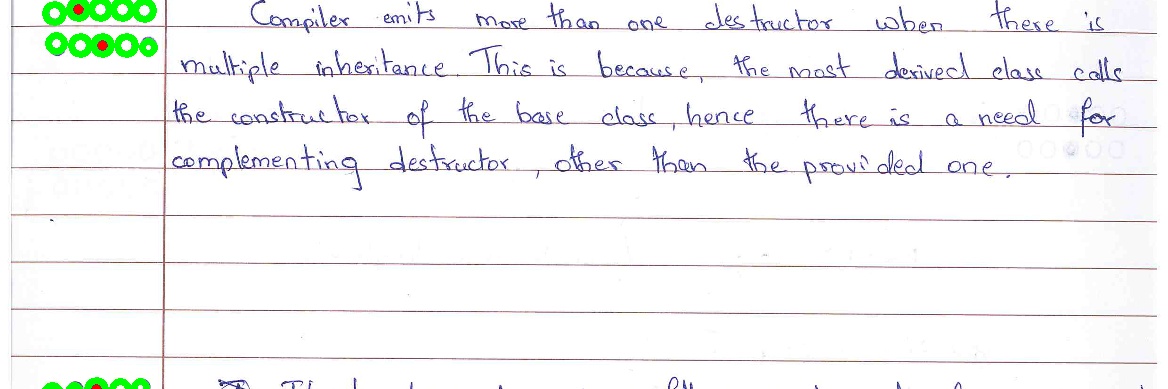 Compiler emits more than one destructor when there is
multiple inheritance. This is because, the most derived class calls
the constructor of the base class, hence there is a need for
complementing destructor, other than the provided one.